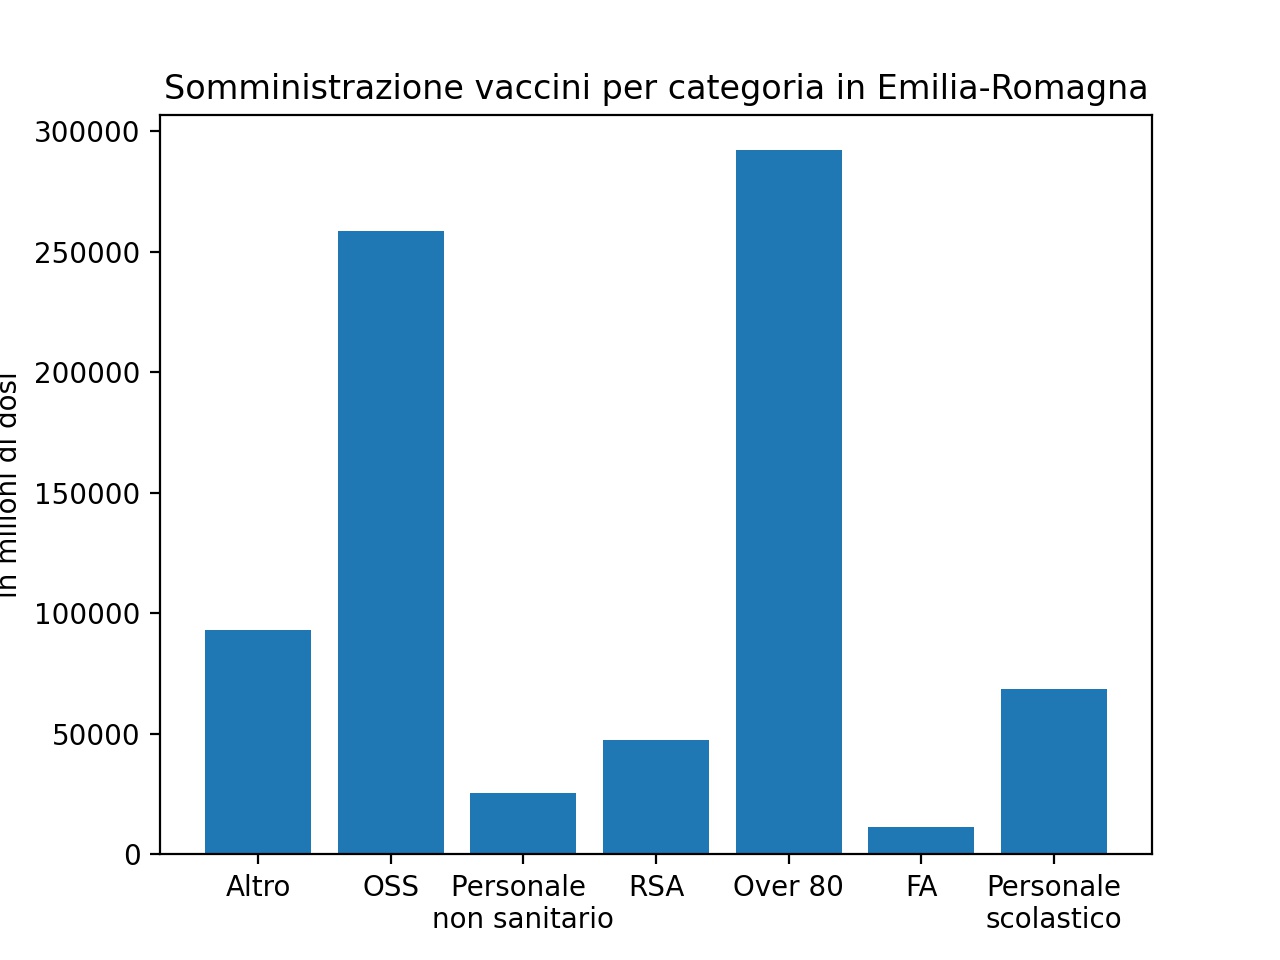 Somministrazione vaccini per categoria in Emilia-Romagna
300000
250000
200000
150000
100000
50000
0
In milioni di dosi
Altro
OSS
Personale
non sanitario
RSA
Over 80
FA
Personale
scolastico